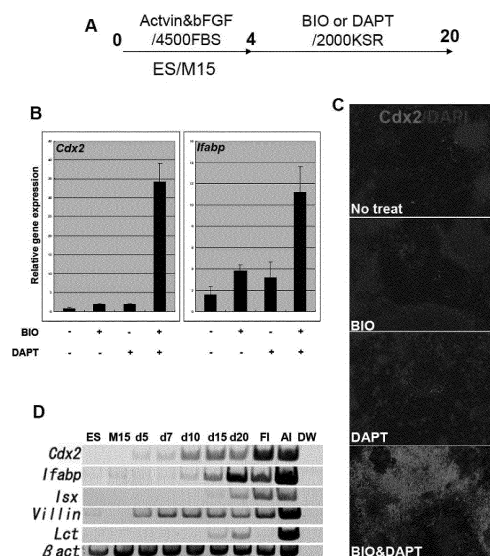 A
Actvin&bFGF
/4500FBS
BIO or DAPT
/2000KSR
0
4
20
ES/M15
B
Cdx2
Ifabp
Relative gene expression
BIO - + - + - + - +
DAPT - - + + - - + +
C
Cdx2/DAPI
No treat
BIO
DAPT
BIO&DAPT
D
ES M15 d5 d7 d10 d15 d20 FI AI DW
Cdx2
Ifabp
Isx
Villin
Lct
βact